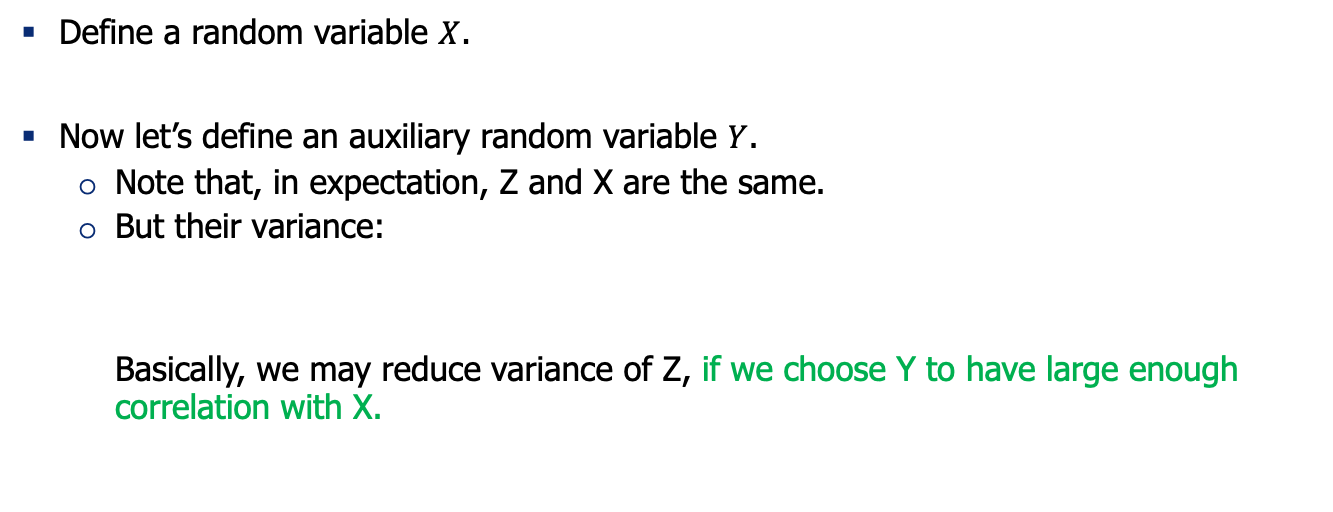 ▪ Define a random variable X.
▪ Now let’s define an auxiliary random variable Y.
o Note that, in expectation, Z and X are the same.
o But their variance:
Basically, we may reduce variance of Z, if we choose Y to have large enough
correlation with X.